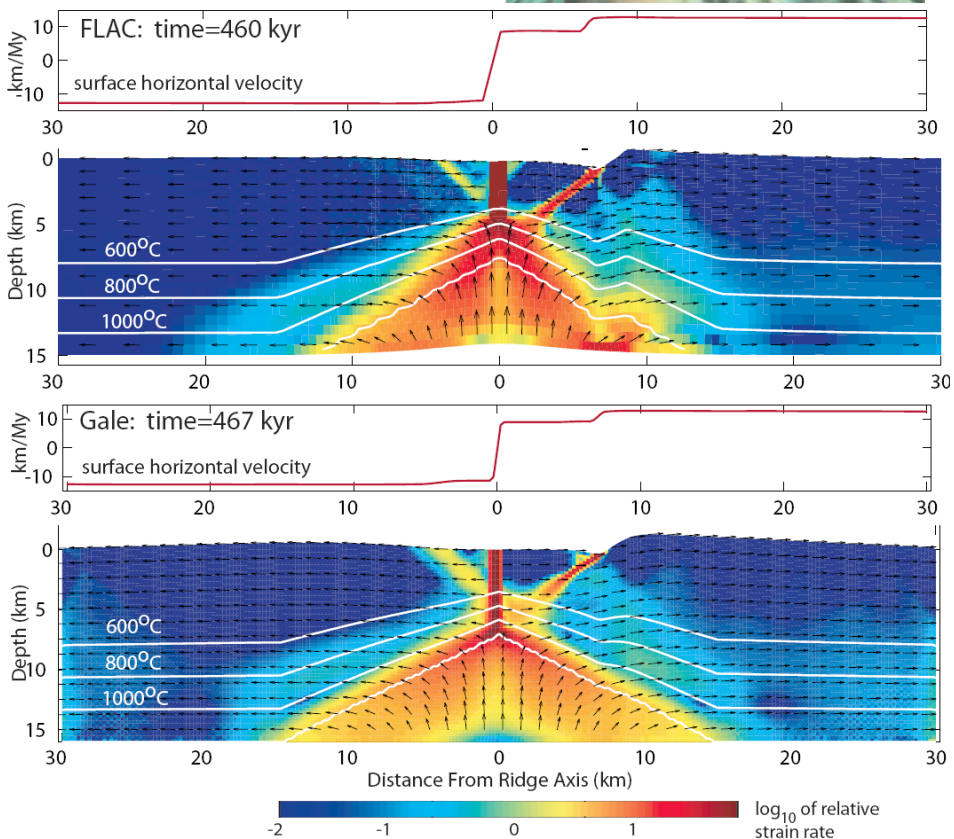 FLAC: time=460 kyr
surface horizontal velocity
-km/My
10
0
-10
30 20 10 0 10 20 30
Depth (km)
0
5
10
15
600°C
800°C
1000°C
30 20 10 0 10 20 30
Gale: time=467 kyr
surface horizontal velocity
km/My
10
0
-10
30 20 10 0 10 20 30
Depth (km)
0
5
10
15
600°C
800°C
1000°C
30 20 10 0 10 20 30
Distance From Ridge Axis (km)
-2 -1 0 1
log10 of relative
strain rate